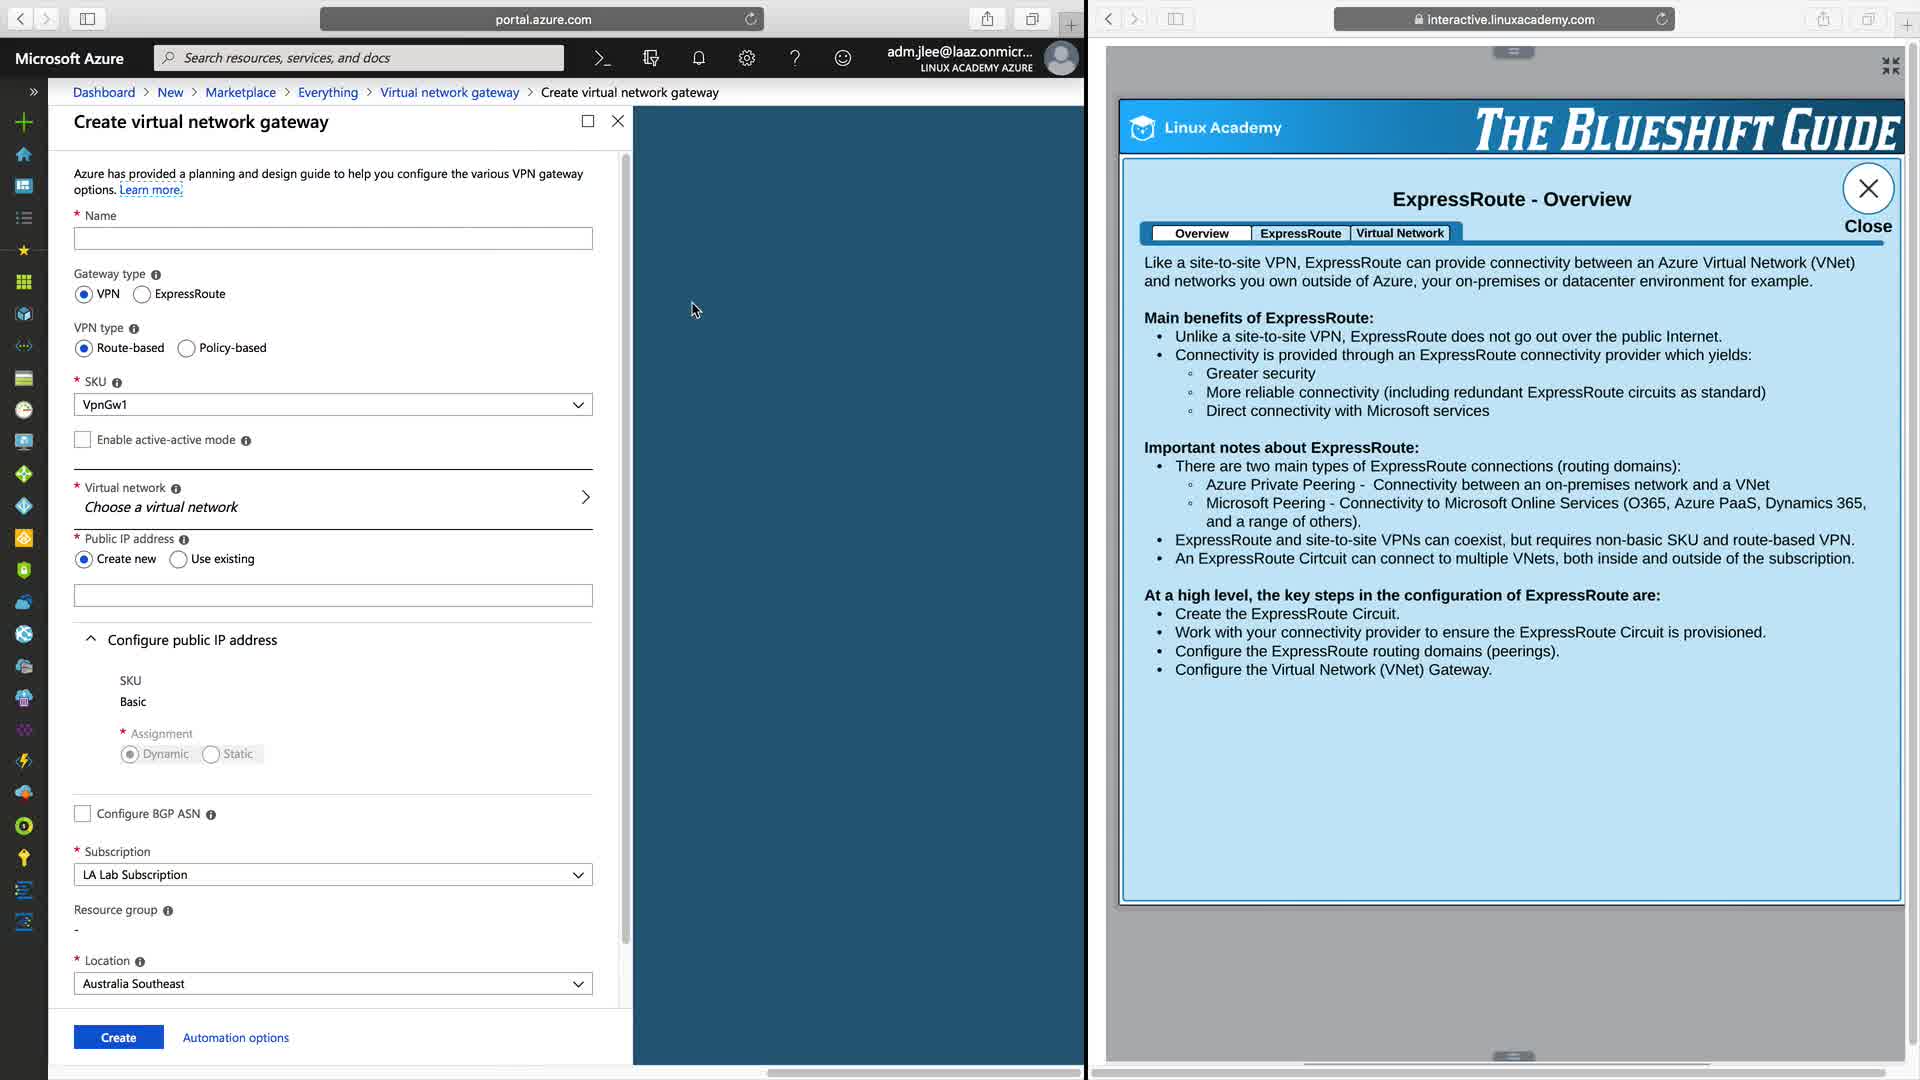 portal.azure.com
Microsoft Azure
Search resources, services, and docs
adm.jlee@laaz.onmicr...
LINUX ACADEMY AZURE
Dashboard > New > Marketplace > Everything > Virtual network gateway > Create virtual network gateway
Create virtual network gateway
Azure has provided a planning and design guide to help you configure the various VPN gateway
options. Learn more.
* Name
Gateway type
VPN ExpressRoute
VPN type
Route-based Policy-based
* SKU
VpnGw1
Enable active-active mode
* Virtual network
Choose a virtual network
* Public IP address
Create new Use existing
Configure public IP address
SKU
Basic
* Assignment
Dynamic Static
Configure BGP ASN
* Subscription
LA Lab Subscription
Resource group
-
* Location
Australia Southeast
Create Automation options
interactive.linuxacademy.com
Linux Academy
THE BLUESHIFT GUIDE
ExpressRoute - Overview
Close
Overview ExpressRoute Virtual Network
Like a site-to-site VPN, ExpressRoute can provide connectivity between an Azure Virtual Network (VNet)
and networks you own outside of Azure, your on-premises or datacenter environment for example.
Main benefits of ExpressRoute:
• Unlike a site-to-site VPN, ExpressRoute does not go out over the public Internet.
• Connectivity is provided through an ExpressRoute connectivity provider which yields:
◦ Greater security
◦ More reliable connectivity (including redundant ExpressRoute circuits as standard)
◦ Direct connectivity with Microsoft services
Important notes about ExpressRoute:
• There are two main types of ExpressRoute connections (routing domains):
◦ Azure Private Peering - Connectivity between an on-premises network and a VNet
◦ Microsoft Peering - Connectivity to Microsoft Online Services (O365, Azure PaaS, Dynamics 365,
and a range of others).
• ExpressRoute and site-to-site VPNs can coexist, but requires non-basic SKU and route-based VPN.
• An ExpressRoute Cirtcuit can connect to multiple VNets, both inside and outside of the subscription.
At a high level, the key steps in the configuration of ExpressRoute are:
• Create the ExpressRoute Circuit.
• Work with your connectivity provider to ensure the ExpressRoute Circuit is provisioned.
• Configure the ExpressRoute routing domains (peerings).
• Configure the Virtual Network (VNet) Gateway.